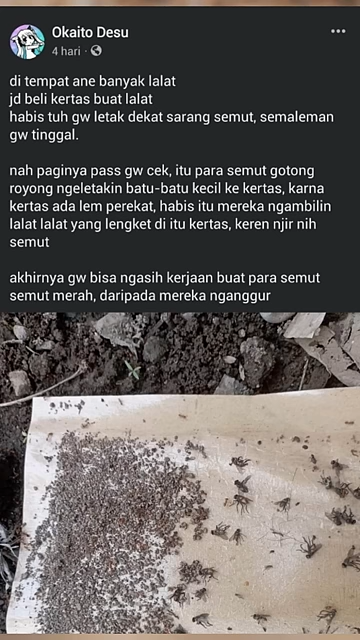 Okaito Desu
4 hari ·
di tempat ane banyak lalat
jd beli kertas buat lalat
habis tuh gw letak dekat sarang semut, semaleman
gw tinggal.
nah paginya pass gw cek, itu para semut gotong
royong ngeletakin batu-batu kecil ke kertas, karna
kertas ada lem perekat, habis itu mereka ngambilin
lalat lalat yang lengket di itu kertas, keren njir nih
semut
akhirnya gw bisa ngasih kerjaan buat para semut
semut merah, daripada mereka nganggur